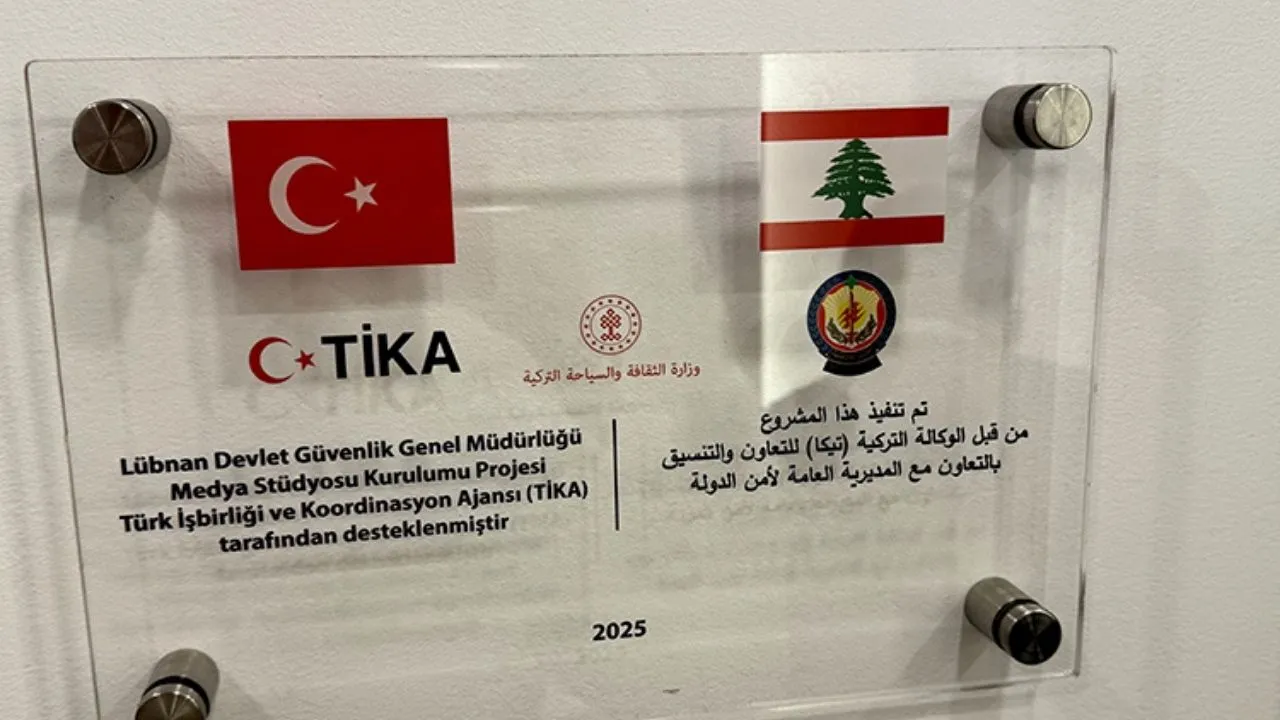 TİKA
وزارة الثقافة والسياحة التركية
Lübnan Devlet Güvenlik Genel Müdürlüğü
Medya Stüdyosu Kurulumu Projesi
Türk İşbirliği ve Koordinasyon Ajansı (TİKA)
tarafından desteklenmiştir
تم تنفيذ هذا المشروع
من قبل الوكالة التركية (تيكا) للتعاون والتنسيق
بالتعاون مع المديرية العامة لأمن الدولة
2025